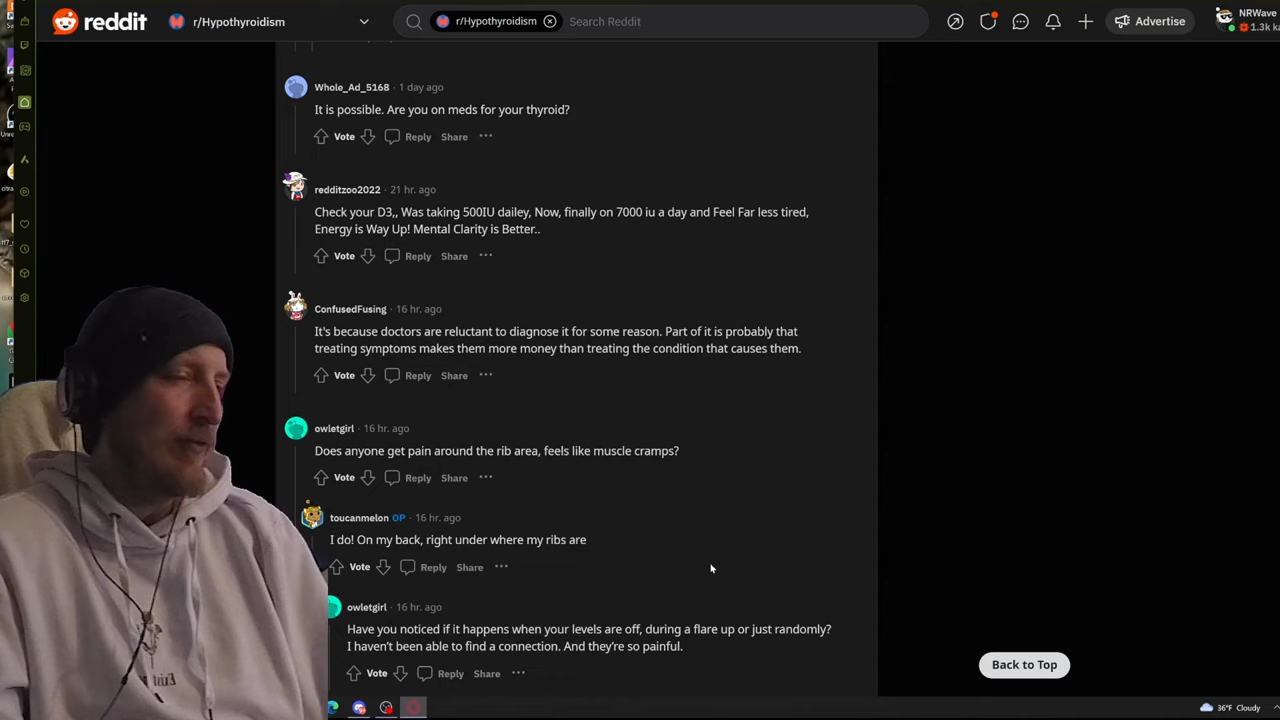 reddit
r/Hypothyroidism
r/Hypothyroidism
Search Reddit
Advertise
NRWave
1.3k ka
Whole_Ad_5168 · 1 day ago
It is possible. Are you on meds for your thyroid?
Vote Reply Share ···
redditzoo2022 · 21 hr. ago
Check your D3,, Was taking 500IU dailey, Now, finally on 7000 iu a day and Feel Far less tired,
Energy is Way Up! Mental Clarity is Better..
Vote Reply Share ···
ConfusedFusing · 16 hr. ago
It's because doctors are reluctant to diagnose it for some reason. Part of it is probably that
treating symptoms makes them more money than treating the condition that causes them.
Vote Reply Share ···
owletgirl · 16 hr. ago
Does anyone get pain around the rib area, feels like muscle cramps?
Vote Reply Share ···
toucanmelon OP · 16 hr. ago
I do! On my back, right under where my ribs are
Vote Reply Share ···
owletgirl · 16 hr. ago
Have you noticed if it happens when your levels are off, during a flare up or just randomly?
I haven't been able to find a connection. And they're so painful.
Vote Reply Share ···
Back to Top
36°F Cloudy